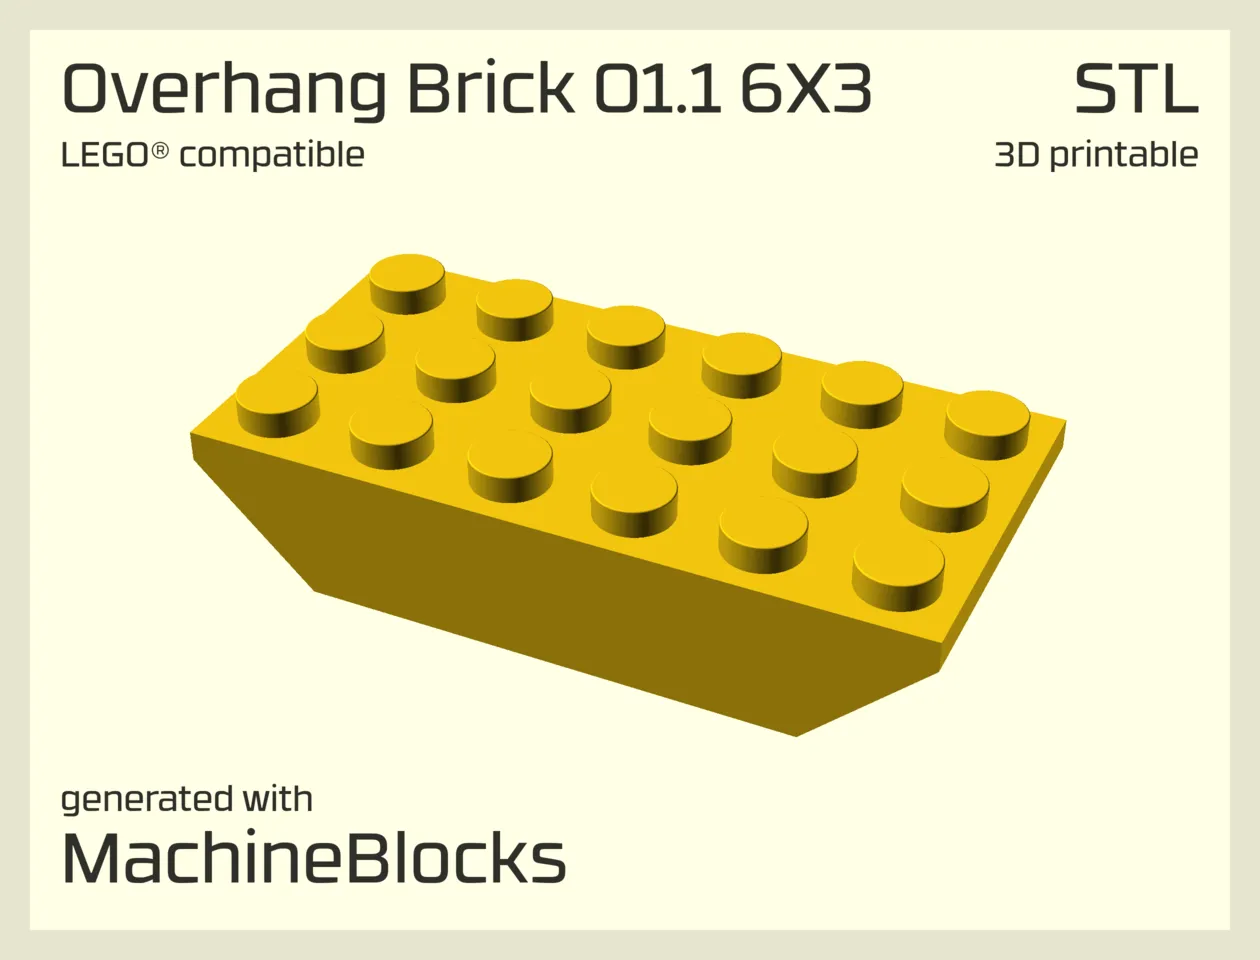 Overhang Brick 01.1 6X3
STL
LEGO® compatible
3D printable
generated with
MachineBlocks